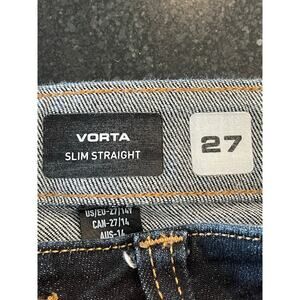 VORTA
SLIM STRAIGHT
27
US/EU-27/14Y
CAN-27/14
AUS-14